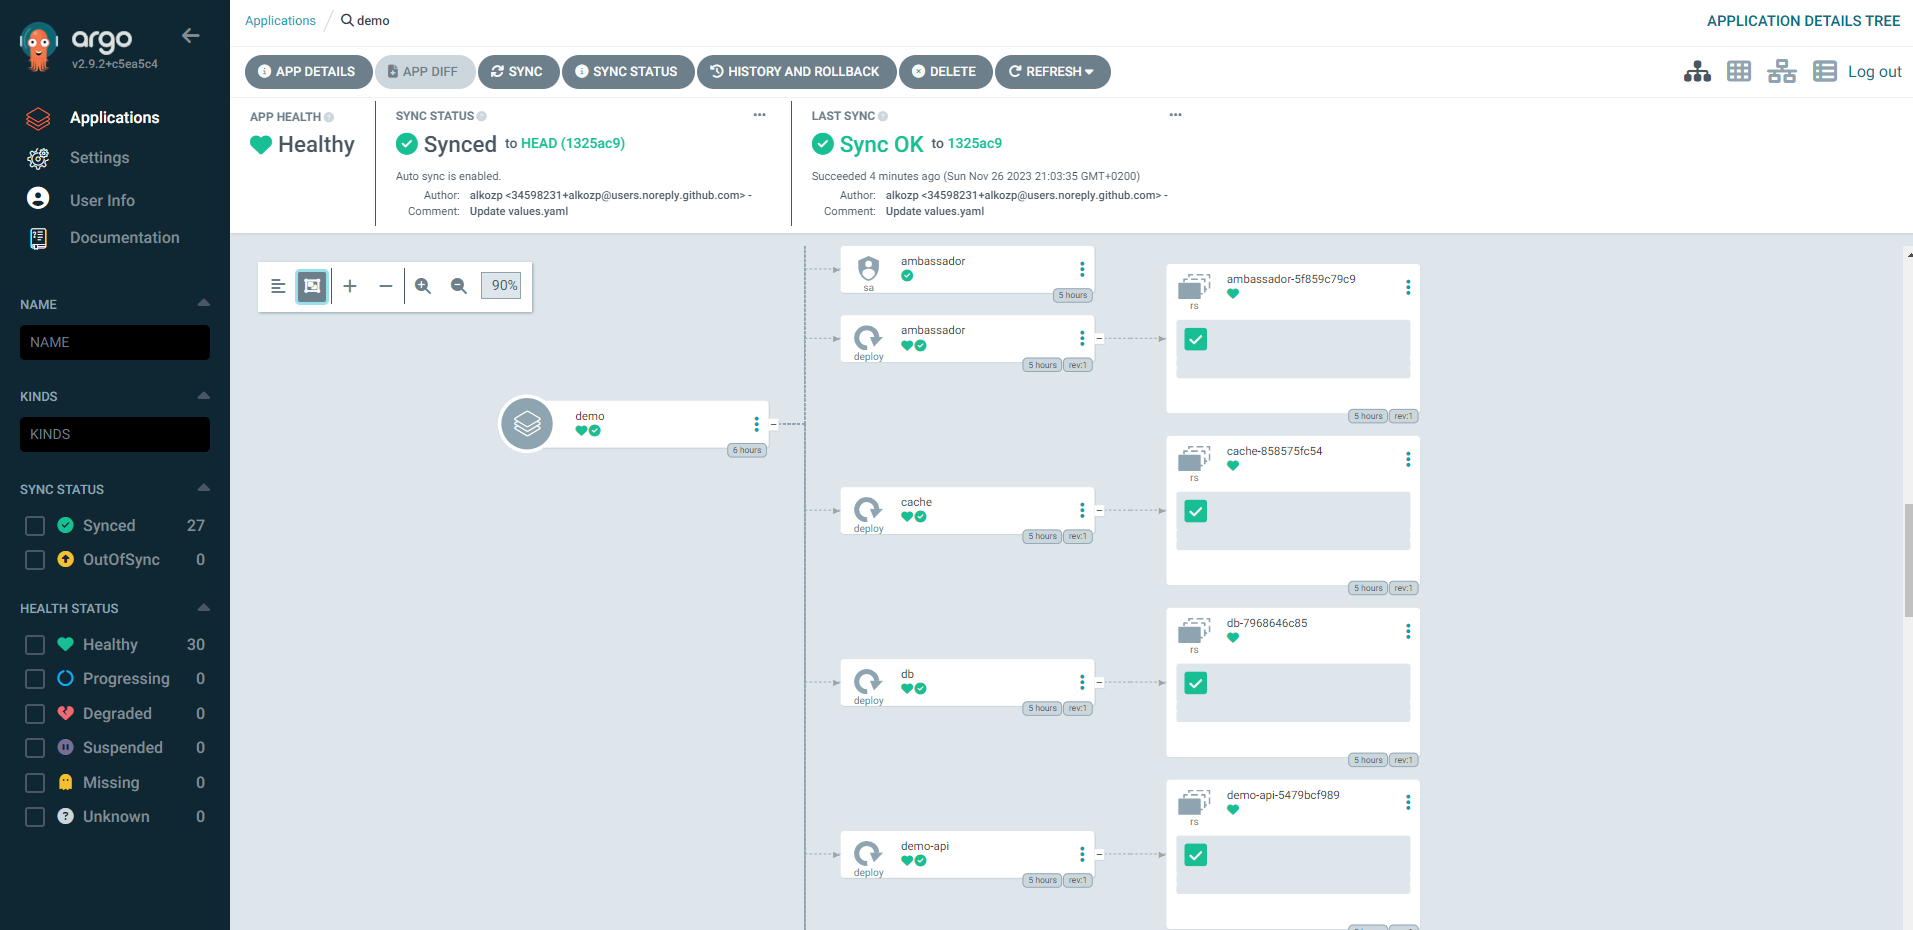 argo
v2.9.2+c5ea5c4
Applications
Settings
User Info
Documentation
NAME
NAME
KINDS
KINDS
SYNC STATUS
Synced 27
OutOfSync 0
HEALTH STATUS
Healthy 30
Progressing 0
Degraded 0
Suspended 0
Missing 0
Unknown 0
Applications / demo
APPLICATION DETAILS TREE
APP DETAILS APP DIFF SYNC SYNC STATUS HISTORY AND ROLLBACK DELETE REFRESH
Log out
APP HEALTH
Healthy
SYNC STATUS
Synced to HEAD (1325ac9)
Auto sync is enabled.
Author: alkozp <34598231+alkozp@users.noreply.github.com> -
Comment: Update values.yaml
LAST SYNC
Sync OK to 1325ac9
Succeeded 4 minutes ago (Sun Nov 26 2023 21:03:35 GMT+0200)
Author: alkozp <34598231+alkozp@users.noreply.github.com> -
Comment: Update values.yaml
90%
demo
6 hours
ambassador
sa
5 hours
ambassador
deploy
5 hours rev:1
ambassador-5f859c79c9
rs
5 hours rev:1
cache
deploy
5 hours rev:1
cache-858575fc54
rs
5 hours rev:1
db
deploy
5 hours rev:1
db-7968646c85
rs
5 hours rev:1
demo-api
deploy
5 hours rev:1
demo-api-5479bcf989
rs